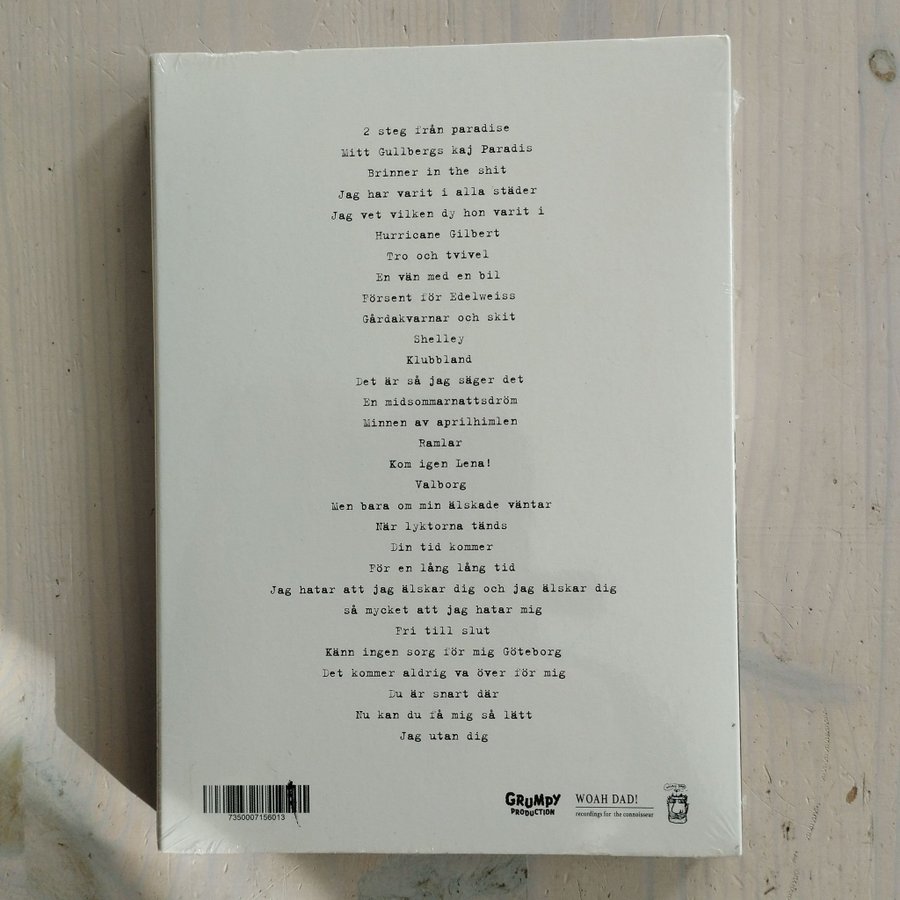 2 steg från paradise
Mitt Gullbergs kaj Paradis
Brinner in the shit
Jag har varit i alla städer
Jag vet vilken dy hon varit i
Hurricane Gilbert
Tro och tvivel
En vän med en bil
Försent för Edelweiss
Gårdakvarnar och skit
Shelley
Klubbland
Det är så jag säger det
En midsommarnattsdröm
Minnen av aprilhimlen
Ramlar
Kom igen Lena!
Valborg
Men bara om min älskade väntar
När lyktorna tänds
Din tid kommer
För en lång lång tid
Jag hatar att jag älskar dig och jag älskar dig
så mycket att jag hatar mig
Fri till slut
Känn ingen sorg för mig Göteborg
Det kommer aldrig va över för mig
Du är snart där
Nu kan du få mig så lätt
Jag utan dig
7350007156013
GRUMPY
PRODUCTION
WOAH DAD!
recordings for the connoisseur